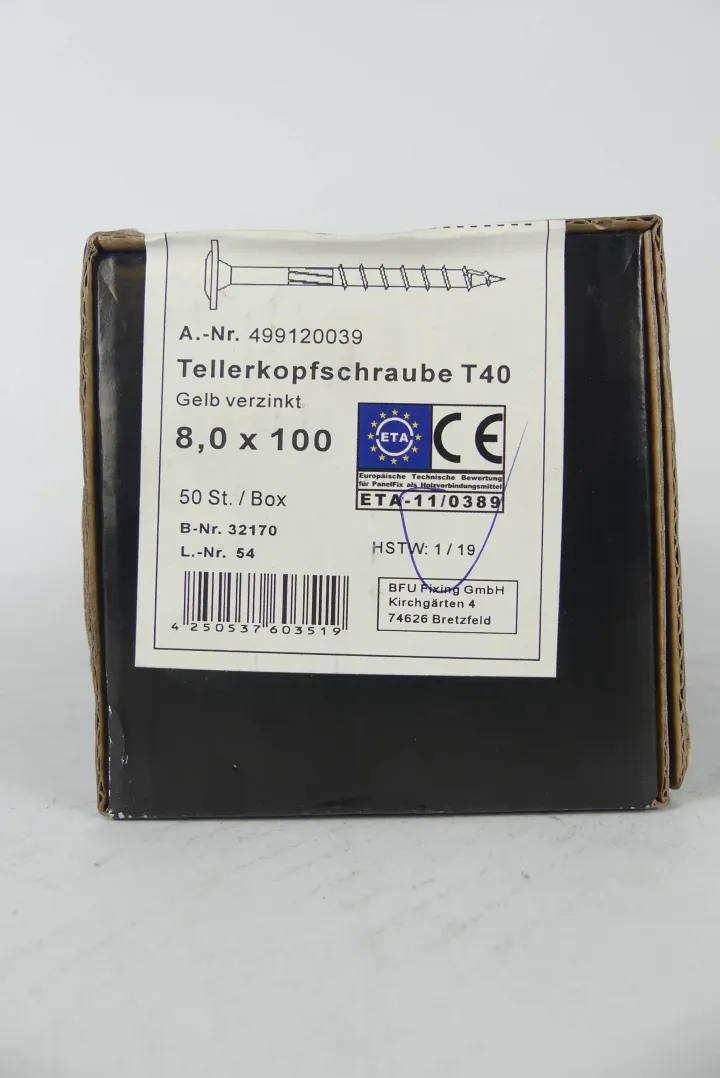 A.-Nr. 499120039
Tellerkopfschraube T40
Gelb verzinkt
8,0 x 100
ETA
CE
Europäische Technische Bewertung
für PanelFix als Holzverbindungsmittel
ETA-11/0389
50 St. / Box
B-Nr. 32170
L.-Nr. 54
HSTW: 1 / 19
4 250537 603519
BFU Fixing GmbH
Kirchgärten 4
74626 Bretzfeld